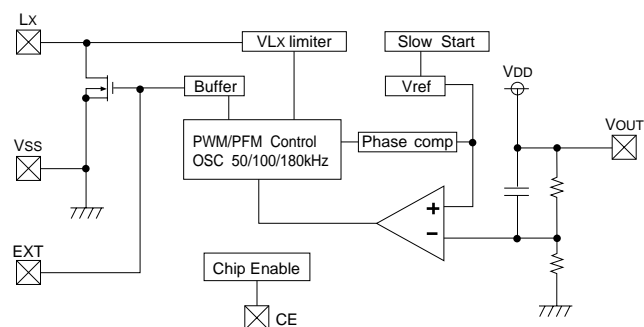 LX
VLX limiter
Slow Start
Buffer
Vref
VDD
VOUT
PWM/PFM Control
OSC 50/100/180kHz
Phase comp
VSS
+
−
EXT
Chip Enable
CE